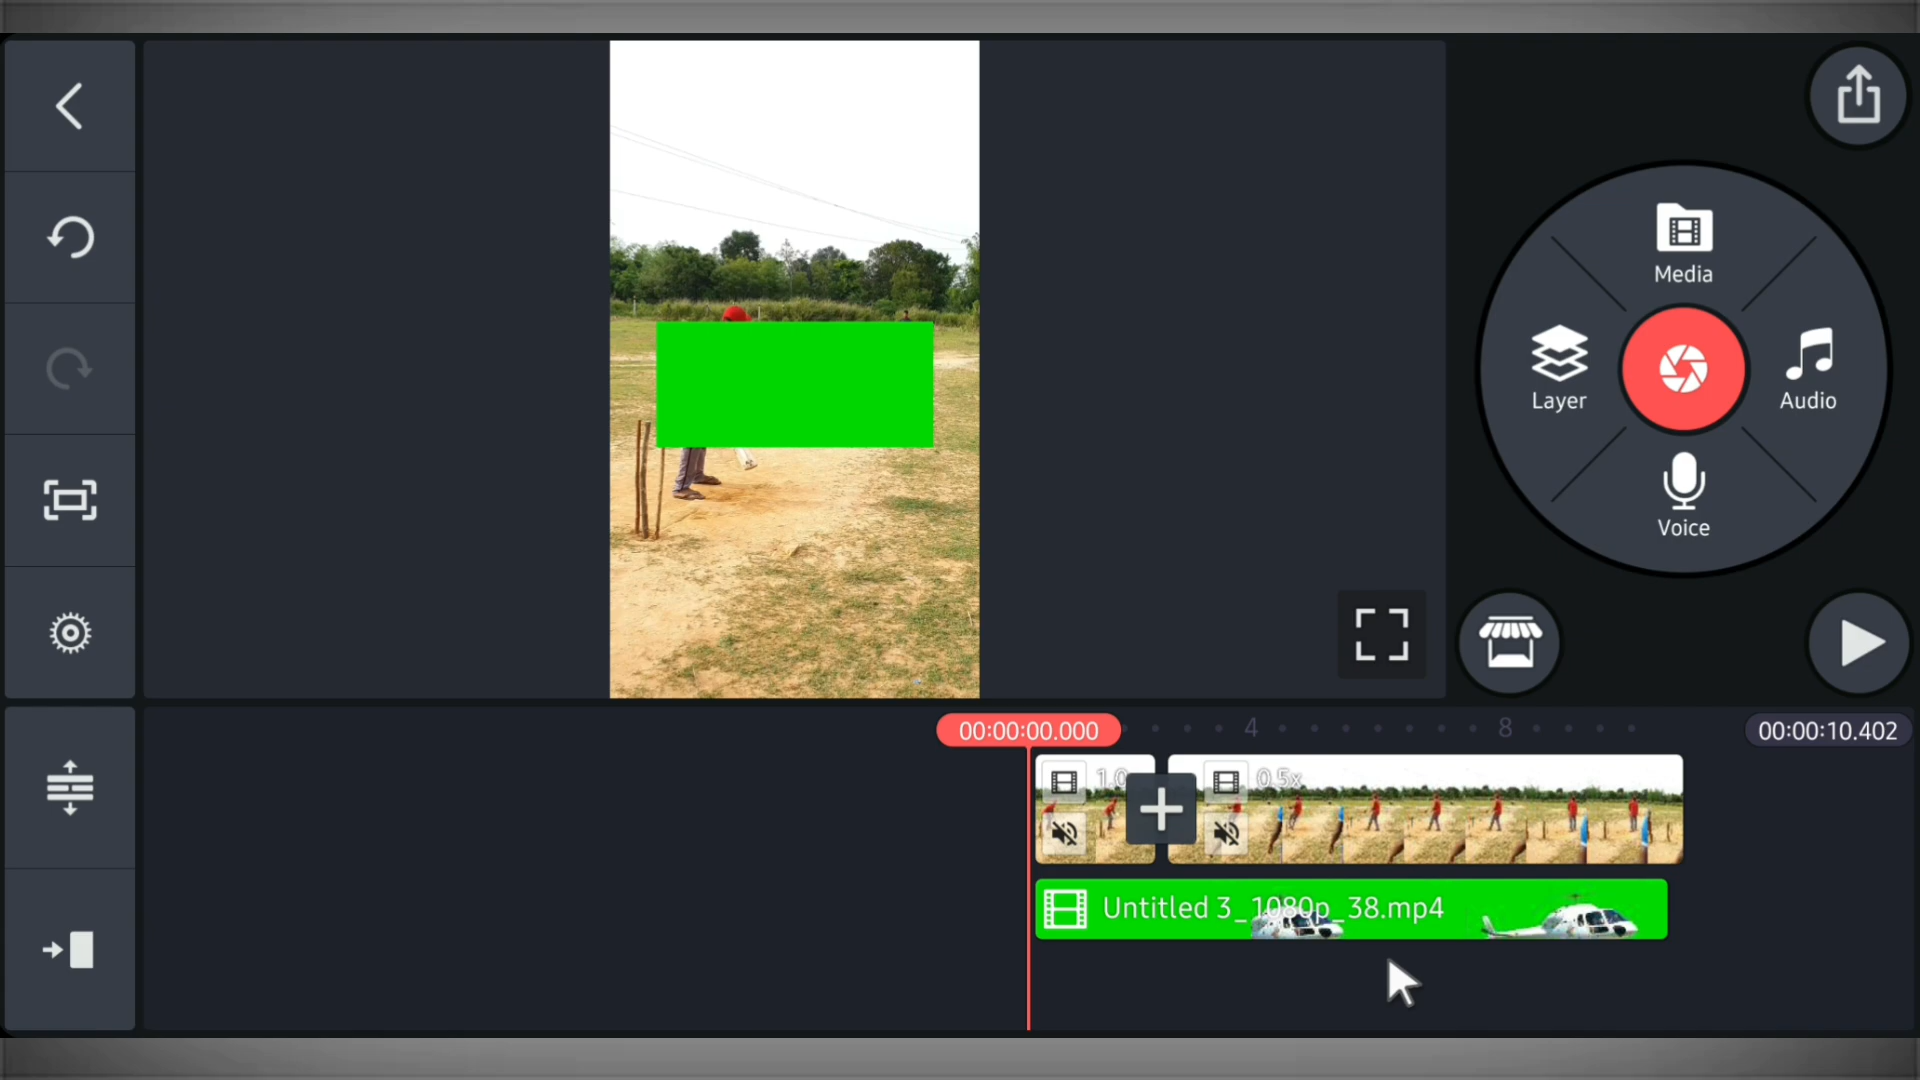 Media
Layer
Audio
Voice
00:00:00.000
4
8
00:00:10.402
1.0
0.5x
Untitled 3_1080p_38.mp4